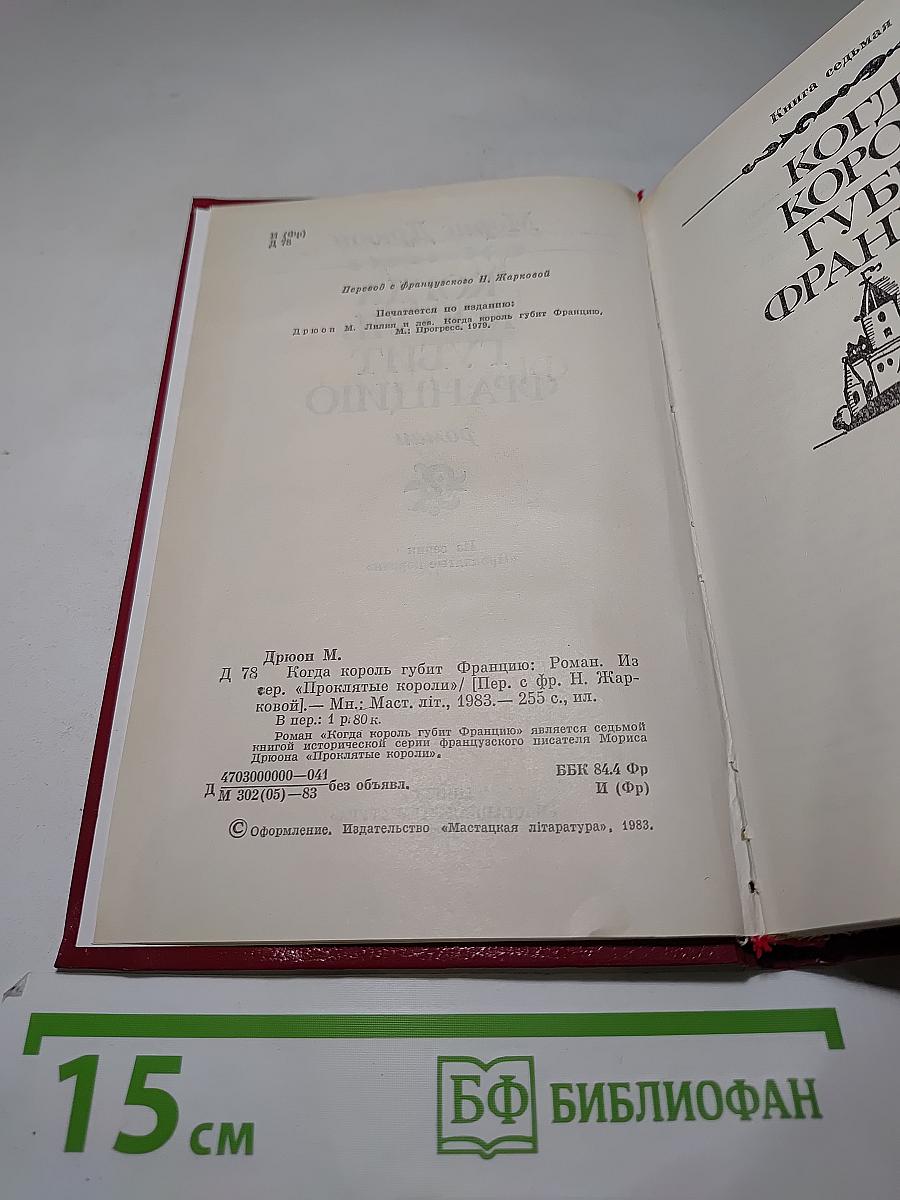 И (Фр)
Д 78
Перевод с французского Н. Жарковой
Печатается по изданию:
Дрюон М. Лилия и лев. Когда король губит Францию.
М.: Прогресс, 1979.
Дрюон М.
Д 78 Когда король губит Францию: Роман. Из
сер. «Проклятые короли»/ [Пер. с фр. Н. Жар-
ковой].— Мн.: Маст. літ., 1983.— 255 с., ил.
В пер.: 1 р. 80 к.
Роман «Когда король губит Францию» является седьмой
книгой исторической серии французского писателя Мориса
Дрюона «Проклятые короли».
Д 4703000000—041
М 302(05)—83 без объявл.
ББК 84.4 Фр
И (Фр)
© Оформление. Издательство «Мастацкая літаратура», 1983.
Книга седьмая
КОГД
КОРО
ГУБИ
ФРАН
15 см
БФ БИБЛИОФАН